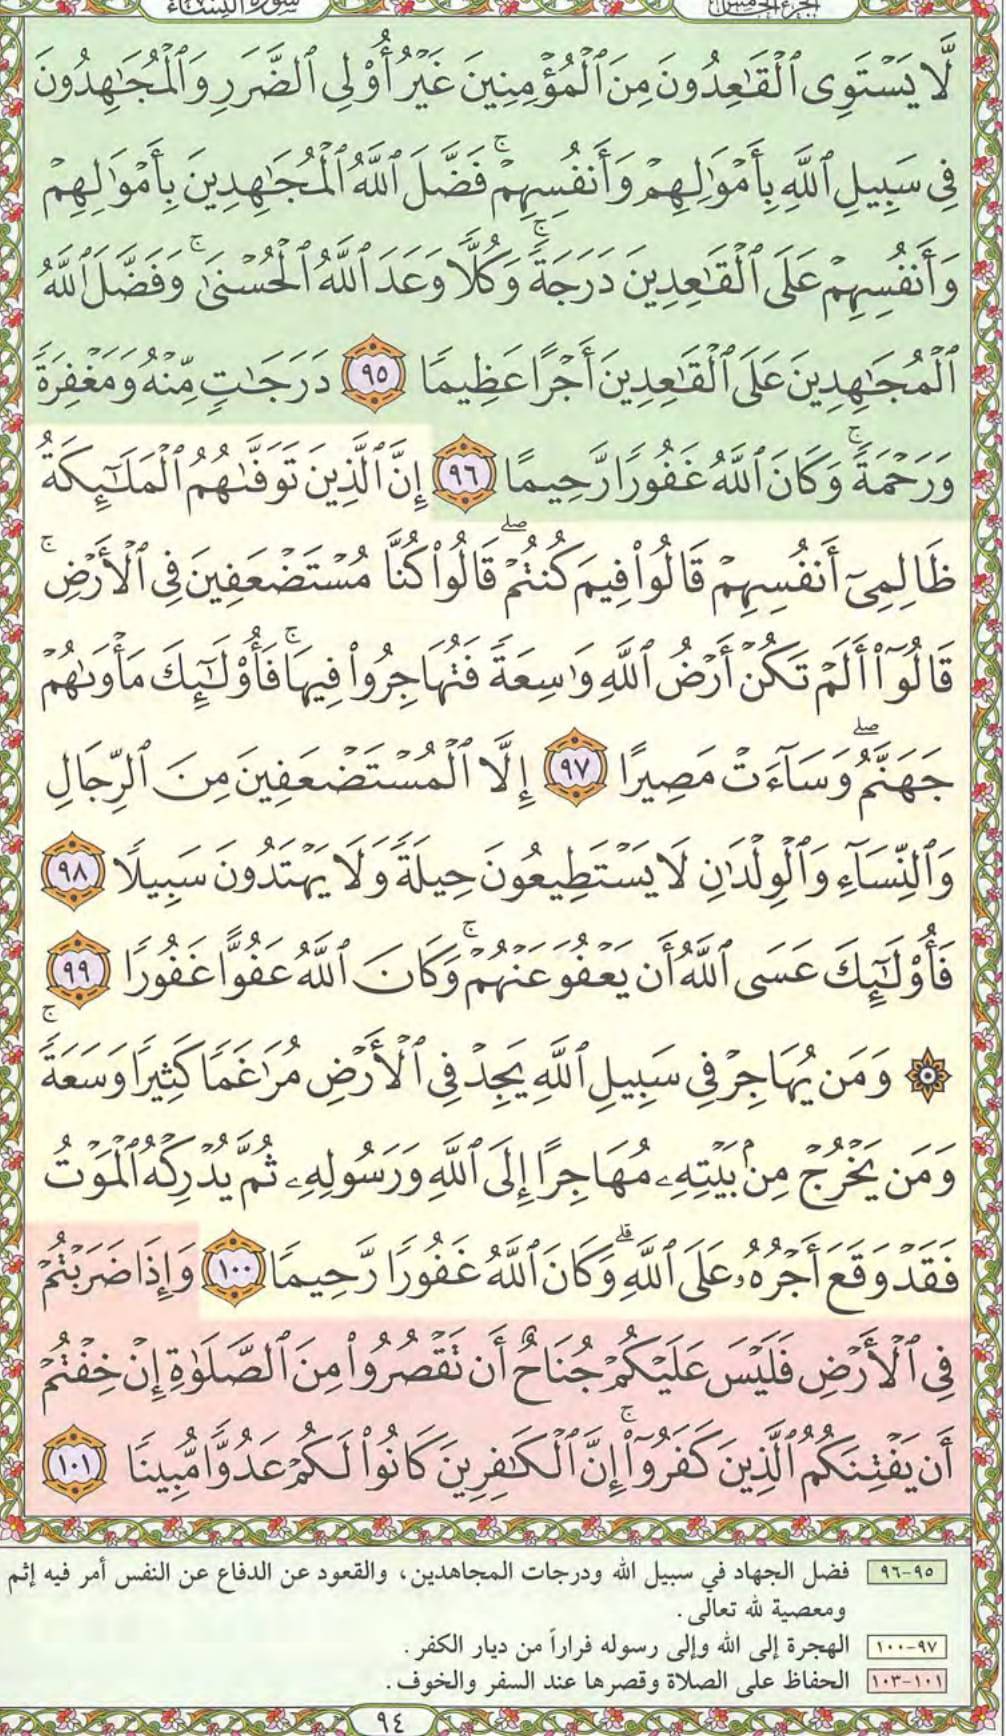 سورة النساء
الجزء الخامس
لَّا يَسْتَوِى ٱلْقَٰعِدُونَ مِنَ ٱلْمُؤْمِنِينَ غَيْرُ أُو۟لِى ٱلضَّرَرِ وَٱلْمُجَٰهِدُونَ
فِى سَبِيلِ ٱللَّهِ بِأَمْوَٰلِهِمْ وَأَنفُسِهِمْ ۚ فَضَّلَ ٱللَّهُ ٱلْمُجَٰهِدِينَ بِأَمْوَٰلِهِمْ
وَأَنفُسِهِمْ عَلَى ٱلْقَٰعِدِينَ دَرَجَةً ۚ وَكُلًّا وَعَدَ ٱللَّهُ ٱلْحُسْنَىٰ ۚ وَفَضَّلَ ٱللَّهُ
ٱلْمُجَٰهِدِينَ عَلَى ٱلْقَٰعِدِينَ أَجْرًا عَظِيمًا ٩٥ دَرَجَٰتٍ مِّنْهُ وَمَغْفِرَةً
وَرَحْمَةً ۚ وَكَانَ ٱللَّهُ غَفُورًا رَّحِيمًا ٩٦ إِنَّ ٱلَّذِينَ تَوَفَّىٰهُمُ ٱلْمَلَٰٓئِكَةُ
ظَالِمِىٓ أَنفُسِهِمْ قَالُوا۟ فِيمَ كُنتُمْ ۖ قَالُوا۟ كُنَّا مُسْتَضْعَفِينَ فِى ٱلْأَرْضِ ۚ
قَالُوٓا۟ أَلَمْ تَكُنْ أَرْضُ ٱللَّهِ وَٰسِعَةً فَتُهَاجِرُوا۟ فِيهَا ۚ فَأُو۟لَٰٓئِكَ مَأْوَىٰهُمْ
جَهَنَّمُ ۖ وَسَآءَتْ مَصِيرًا ٩٧ إِلَّا ٱلْمُسْتَضْعَفِينَ مِنَ ٱلرِّجَالِ
وَٱلنِّسَآءِ وَٱلْوِلْدَٰنِ لَا يَسْتَطِيعُونَ حِيلَةً وَلَا يَهْتَدُونَ سَبِيلًا ٩٨
فَأُو۟لَٰٓئِكَ عَسَى ٱللَّهُ أَن يَعْفُوَ عَنْهُمْ ۚ وَكَانَ ٱللَّهُ عَفُوًّا غَفُورًا ٩٩
۞ وَمَن يُهَاجِرْ فِى سَبِيلِ ٱللَّهِ يَجِدْ فِى ٱلْأَرْضِ مُرَٰغَمًا كَثِيرًا وَسَعَةً ۚ
وَمَن يَخْرُجْ مِنۢ بَيْتِهِۦ مُهَاجِرًا إِلَى ٱللَّهِ وَرَسُولِهِۦ ثُمَّ يُدْرِكْهُ ٱلْمَوْتُ
فَقَدْ وَقَعَ أَجْرُهُۥ عَلَى ٱللَّهِ ۗ وَكَانَ ٱللَّهُ غَفُورًا رَّحِيمًا ١٠٠ وَإِذَا ضَرَبْتُمْ
فِى ٱلْأَرْضِ فَلَيْسَ عَلَيْكُمْ جُنَاحٌ أَن تَقْصُرُوا۟ مِنَ ٱلصَّلَوٰةِ إِنْ خِفْتُمْ
أَن يَفْتِنَكُمُ ٱلَّذِينَ كَفَرُوٓا۟ ۚ إِنَّ ٱلْكَٰفِرِينَ كَانُوا۟ لَكُمْ عَدُوًّا مُّبِينًا ١٠١
٩٥-٩٦ فضل الجهاد في سبيل الله ودرجات المجاهدين، والقعود عن الدفاع عن النفس أمر فيه إثم
ومعصية لله تعالى.
٩٧-١٠٠ الهجرة إلى الله وإلى رسوله فراراً من ديار الكفر.
١٠١-١٠٣ الحفاظ على الصلاة وقصرها عند السفر والخوف.
٩٤